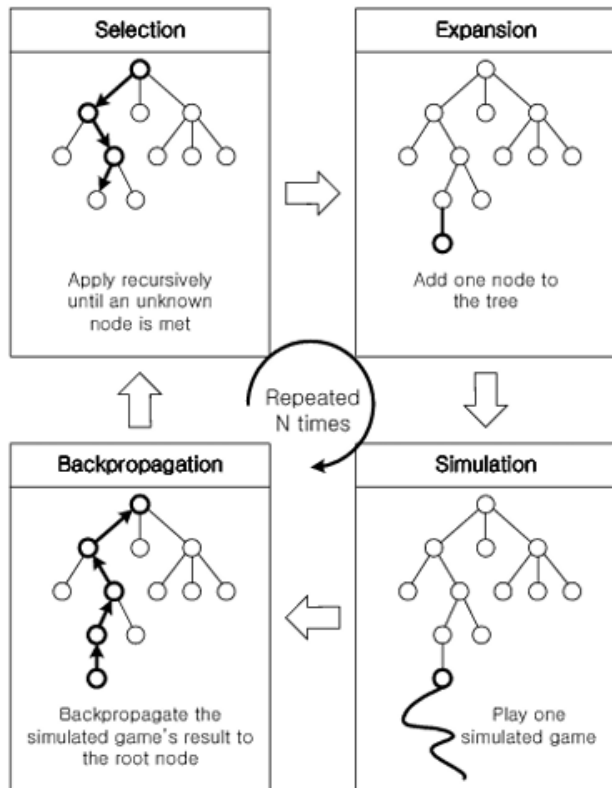 Selection
Apply recursively
until an unknown
node is met
Expansion
Add one node to
the tree
Repeated
N times
Simulation
Play one
simulated game
Backpropagation
Backpropagate the
simulated game's result to
the root node